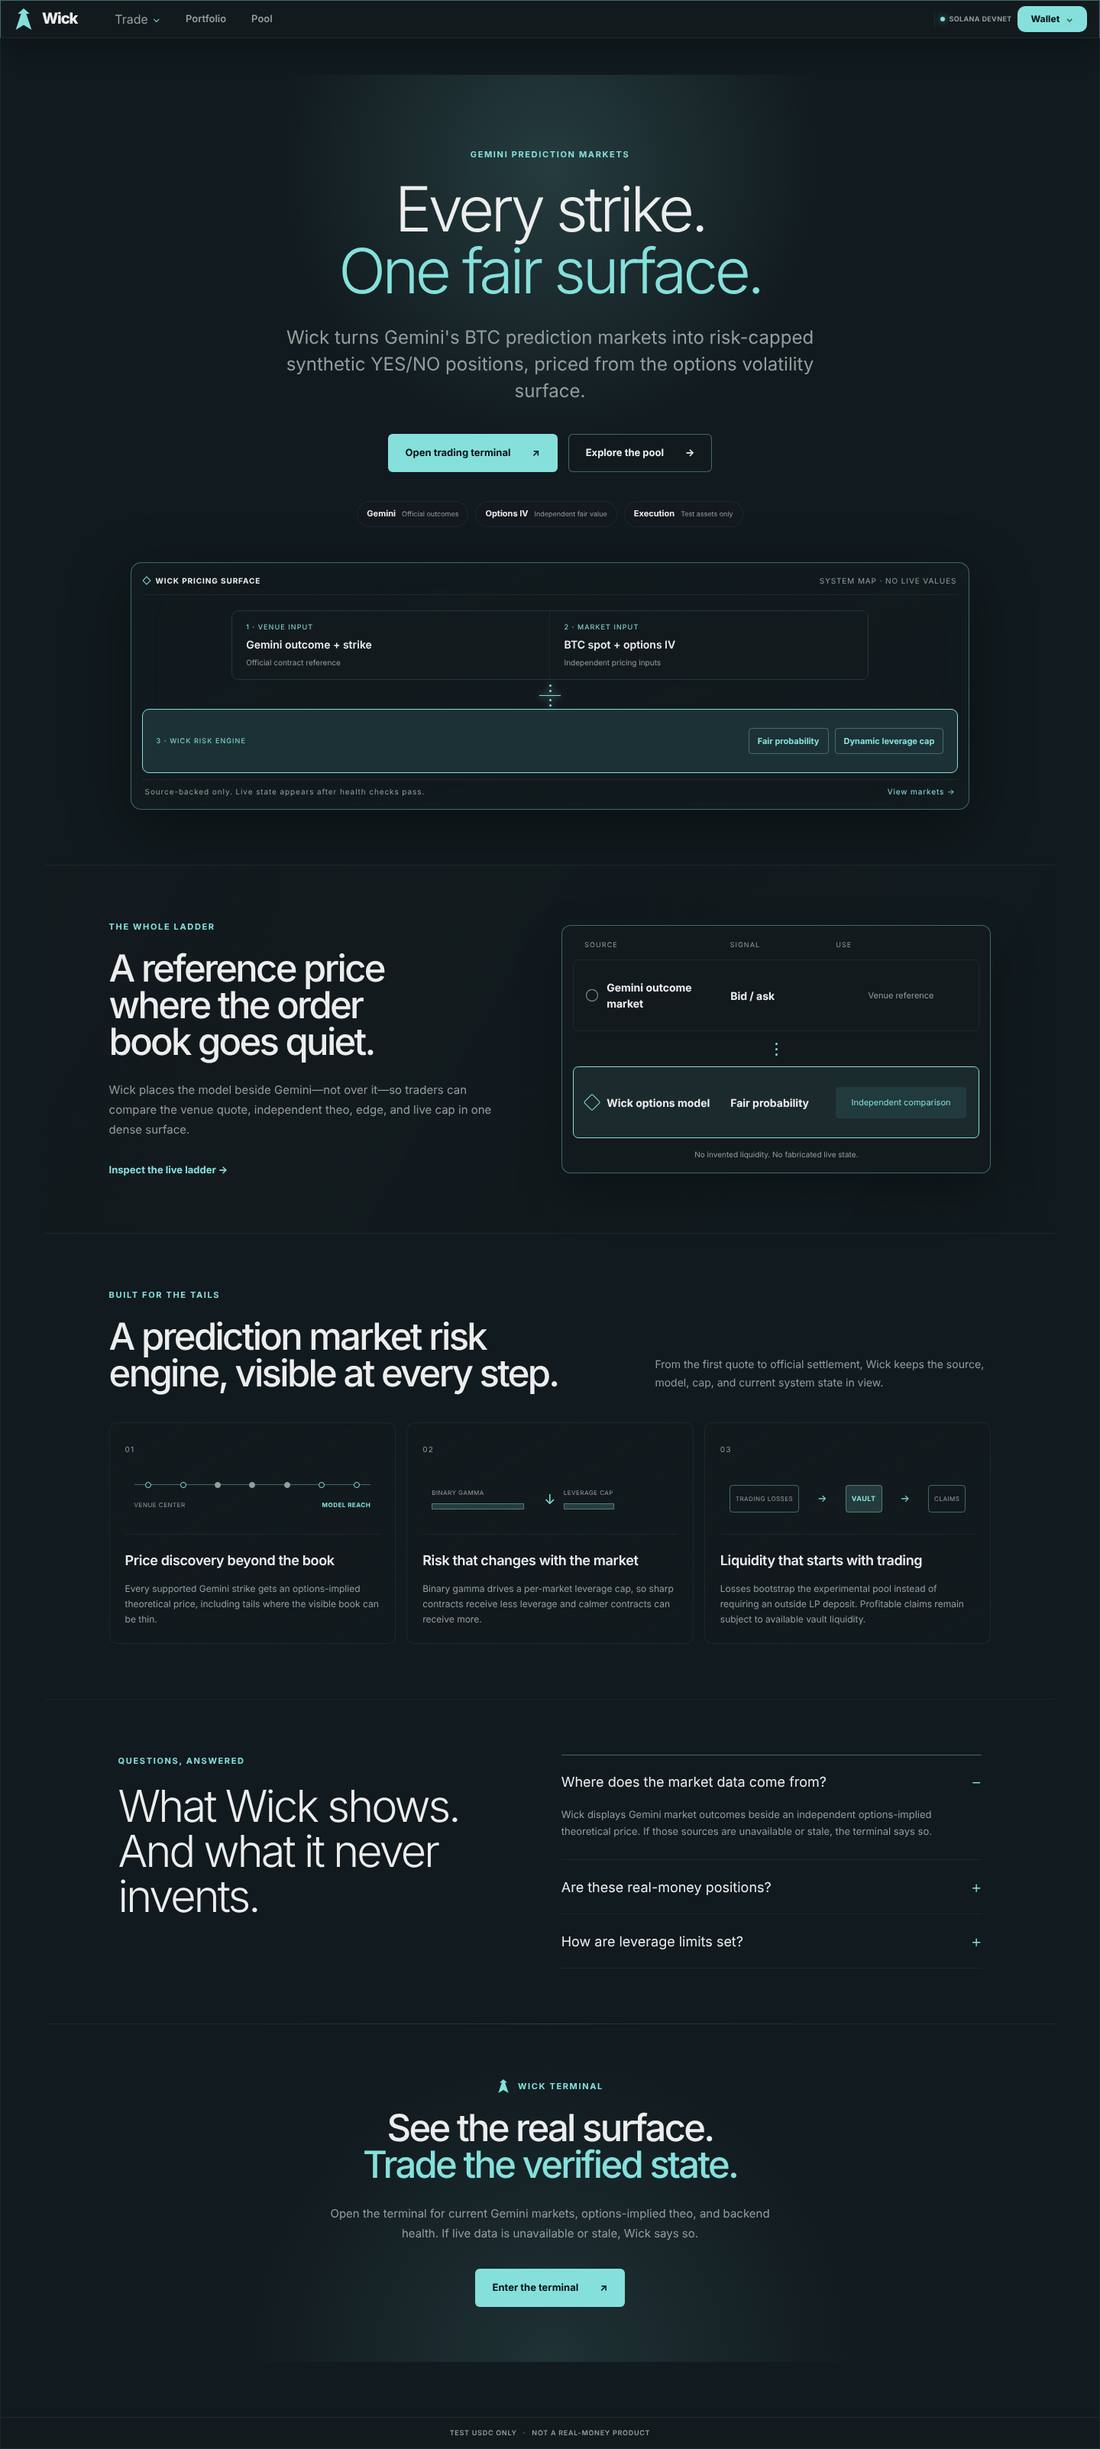 Wick
Trade
Portfolio
Pool
SOLANA DEVNET
Wallet
GEMINI PREDICTION MARKETS
Every strike.
One fair surface.
Wick turns Gemini's BTC prediction markets into risk-capped
synthetic YES/NO positions, priced from the options volatility
surface.
Open trading terminal ↗
Explore the pool →
Gemini Official outcomes
Options IV Independent fair value
Execution Test assets only
WICK PRICING SURFACE
SYSTEM MAP · NO LIVE VALUES
1 · VENUE INPUT
Gemini outcome + strike
Official contract reference
2 · MARKET INPUT
BTC spot + options IV
Independent pricing inputs
3 · WICK RISK ENGINE
Fair probability
Dynamic leverage cap
Source-backed only. Live state appears after health checks pass.
View markets →
THE WHOLE LADDER
A reference price
where the order
book goes quiet.
Wick places the model beside Gemini—not over it—so traders can
compare the venue quote, independent theo, edge, and live cap in one
dense surface.
Inspect the live ladder →
SOURCE SIGNAL USE
Gemini outcome
market
Bid / ask
Venue reference
Wick options model
Fair probability
Independent comparison
No invented liquidity. No fabricated live state.
BUILT FOR THE TAILS
A prediction market risk
engine, visible at every step.
From the first quote to official settlement, Wick keeps the source,
model, cap, and current system state in view.
01
VENUE CENTER
MODEL REACH
Price discovery beyond the book
Every supported Gemini strike gets an options-implied
theoretical price, including tails where the visible book can
be thin.
02
BINARY GAMMA
↓
LEVERAGE CAP
Risk that changes with the market
Binary gamma drives a per-market leverage cap, so sharp
contracts receive less leverage and calmer contracts can
receive more.
03
TRADING LOSSES → VAULT → CLAIMS
Liquidity that starts with trading
Losses bootstrap the experimental pool instead of
requiring an outside LP deposit. Profitable claims remain
subject to available vault liquidity.
QUESTIONS, ANSWERED
What Wick shows.
And what it never
invents.
Where does the market data come from? −
Wick displays Gemini market outcomes beside an independent options-implied
theoretical price. If those sources are unavailable or stale, the terminal says so.
Are these real-money positions? +
How are leverage limits set? +
WICK TERMINAL
See the real surface.
Trade the verified state.
Open the terminal for current Gemini markets, options-implied theo, and backend
health. If live data is unavailable or stale, Wick says so.
Enter the terminal ↗
TEST USDC ONLY · NOT A REAL-MONEY PRODUCT